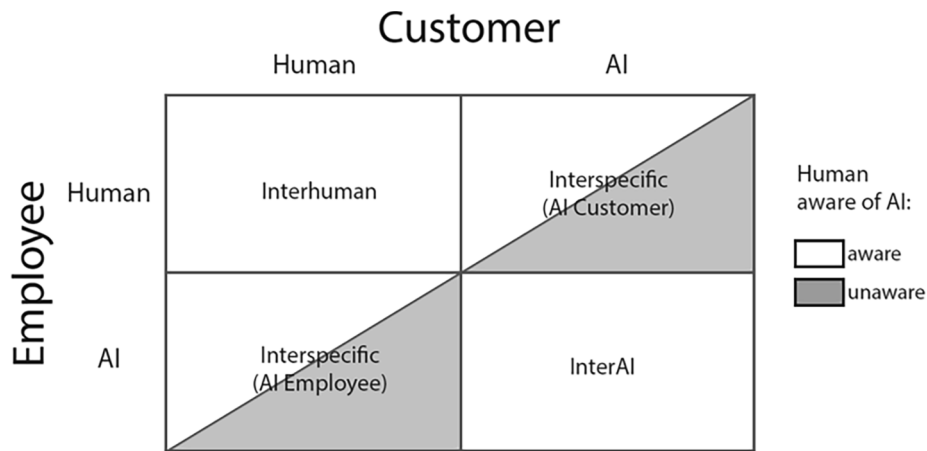 Customer
Human
AI
Employee
Human
Interhuman
Interspecific
(AI Customer)
AI
Interspecific
(AI Employee)
InterAI
Human
aware of AI:
aware
unaware